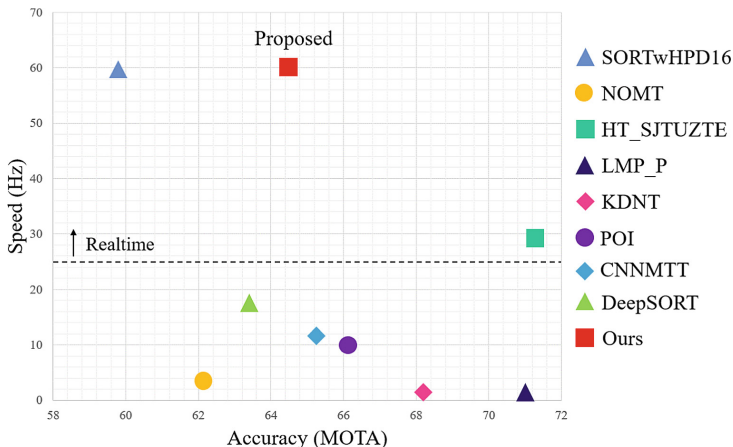 70
60
50
40
30
20
10
0
Speed (Hz)
Proposed
Realtime
58 60 62 64 66 68 70 72
Accuracy (MOTA)
SORTwHPD16
NOMT
HT_SJTUZTE
LMP_P
KDNT
POI
CNNMTT
DeepSORT
Ours